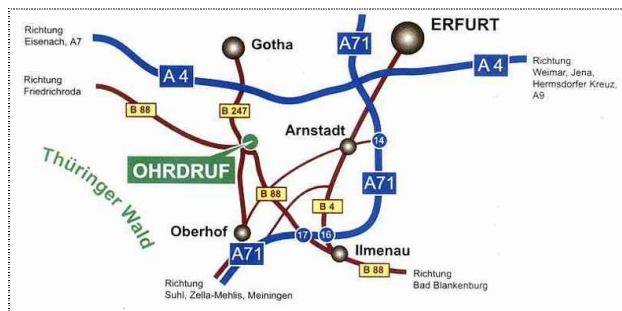 Richtung
Eisenach, A7
Gotha
A71
ERFURT
A 4
A 4
Richtung
Weimar, Jena,
Hermsdorfer Kreuz,
A9
Richtung
Friedrichroda
B 88
B 247
Arnstadt
14
OHRDRUF
Thüringer Wald
B 88
A71
B 4
Oberhof
A71
17
16
Ilmenau
B 88
Richtung
Suhl, Zella-Mehlis, Meiningen
Richtung
Bad Blankenburg